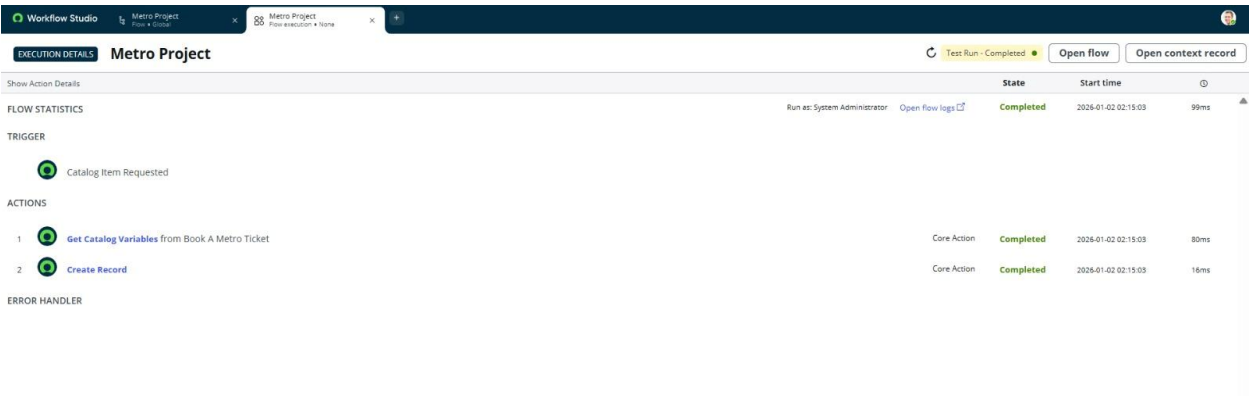 Workflow Studio
Metro Project
Flow • Global
Metro Project
Flow execution • None
EXECUTION DETAILS Metro Project Test Run - Completed Open flow Open context record
Show Action Details State Start time
FLOW STATISTICS Run as: System Administrator Open flow logs Completed 2026-01-02 02:15:03 99ms
TRIGGER
Catalog Item Requested
ACTIONS
1 Get Catalog Variables from Book A Metro Ticket Core Action Completed 2026-01-02 02:15:03 80ms
2 Create Record Core Action Completed 2026-01-02 02:15:03 16ms
ERROR HANDLER